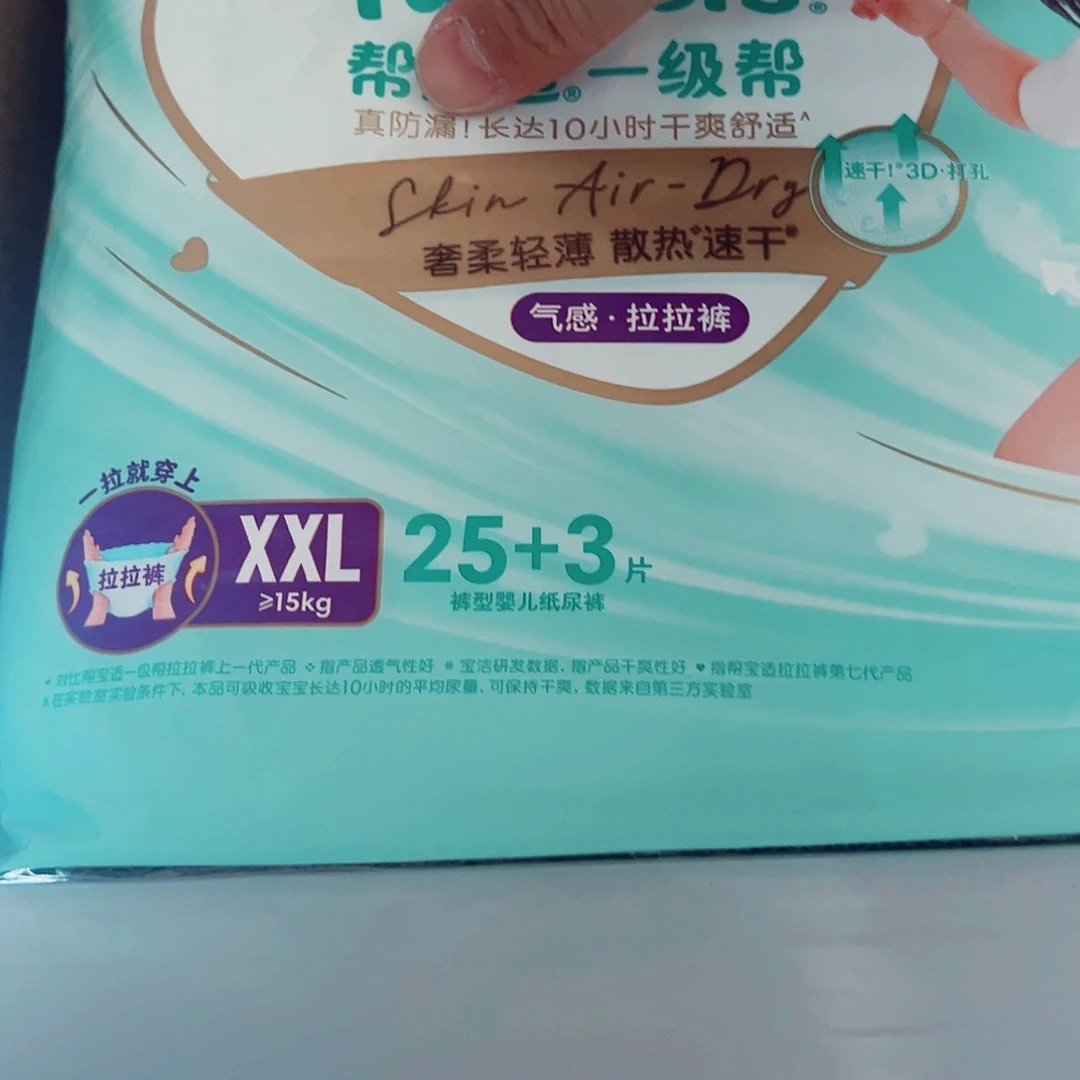 帮 一级帮
真防漏！长达10小时干爽舒适^
Skin Air-Dry
速干！* 3D·打孔
奢柔轻薄 散热 速干
气感·拉拉裤
一拉就穿上
拉拉裤
XXL
≥15kg
25+3片
裤型婴儿纸尿裤
• 对比帮宝适一级帮拉拉裤上一代产品 ⁘ 指产品透气性好 ※ 宝洁研发数据，指产品干爽性好 ♥ 指帮宝适拉拉裤第七代产品
^在实验室实验条件下，本品可吸收宝宝长达10小时的平均尿量，可保持干爽，数据来自第三方实验室